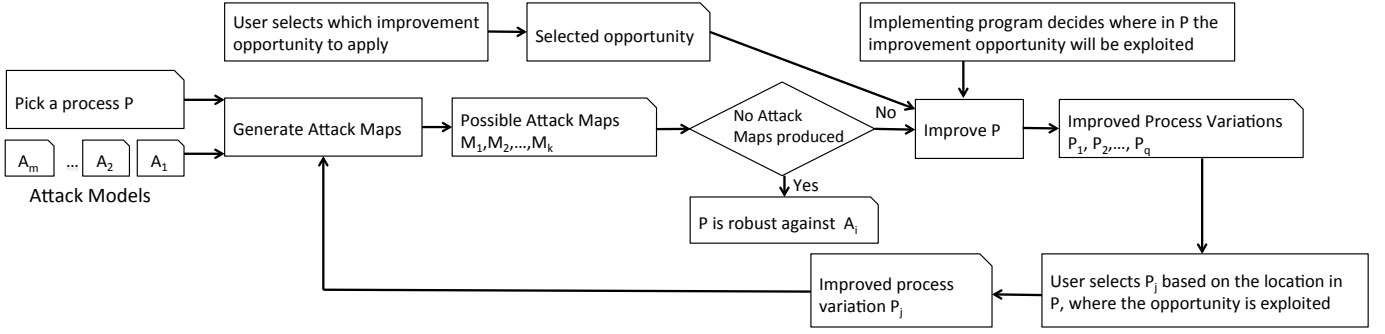 User selects which improvement
opportunity to apply
Selected opportunity
Implementing program decides where in P the
improvement opportunity will be exploited
Pick a process P
Generate Attack Maps
Possible Attack Maps
M₁,M₂,...,Mₖ
No Attack
Maps produced
No
Improve P
Improved Process Variations
P₁, P₂,..., P_q
Aₘ ... A₂ A₁
Attack Models
Yes
P is robust against Aᵢ
Improved process
variation Pⱼ
User selects Pⱼ based on the location in
P, where the opportunity is exploited